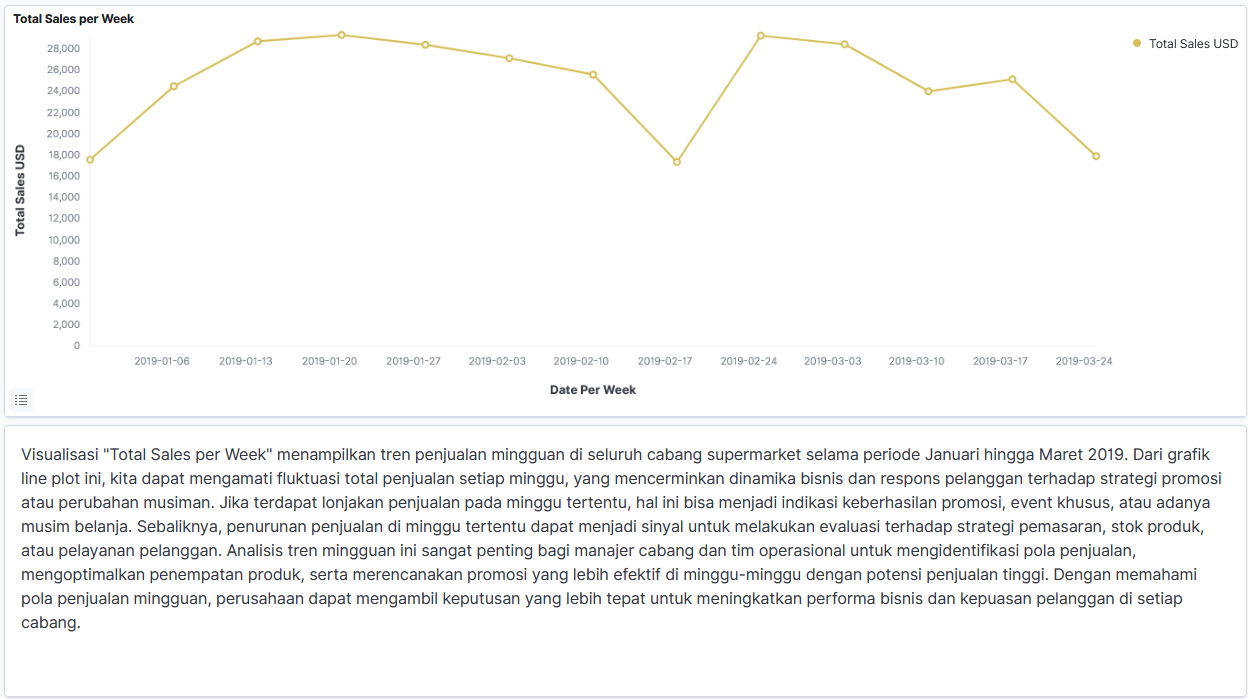 Total Sales per Week
Total Sales USD
28,000
26,000
24,000
22,000
20,000
18,000
16,000
14,000
12,000
10,000
8,000
6,000
4,000
2,000
0
Total Sales USD
2019-01-06 2019-01-13 2019-01-20 2019-01-27 2019-02-03 2019-02-10 2019-02-17 2019-02-24 2019-03-03 2019-03-10 2019-03-17 2019-03-24
Date Per Week
Visualisasi "Total Sales per Week" menampilkan tren penjualan mingguan di seluruh cabang supermarket selama periode Januari hingga Maret 2019. Dari grafik
line plot ini, kita dapat mengamati fluktuasi total penjualan setiap minggu, yang mencerminkan dinamika bisnis dan respons pelanggan terhadap strategi promosi
atau perubahan musiman. Jika terdapat lonjakan penjualan pada minggu tertentu, hal ini bisa menjadi indikasi keberhasilan promosi, event khusus, atau adanya
musim belanja. Sebaliknya, penurunan penjualan di minggu tertentu dapat menjadi sinyal untuk melakukan evaluasi terhadap strategi pemasaran, stok produk,
atau pelayanan pelanggan. Analisis tren mingguan ini sangat penting bagi manajer cabang dan tim operasional untuk mengidentifikasi pola penjualan,
mengoptimalkan penempatan produk, serta merencanakan promosi yang lebih efektif di minggu-minggu dengan potensi penjualan tinggi. Dengan memahami
pola penjualan mingguan, perusahaan dapat mengambil keputusan yang lebih tepat untuk meningkatkan performa bisnis dan kepuasan pelanggan di setiap
cabang.